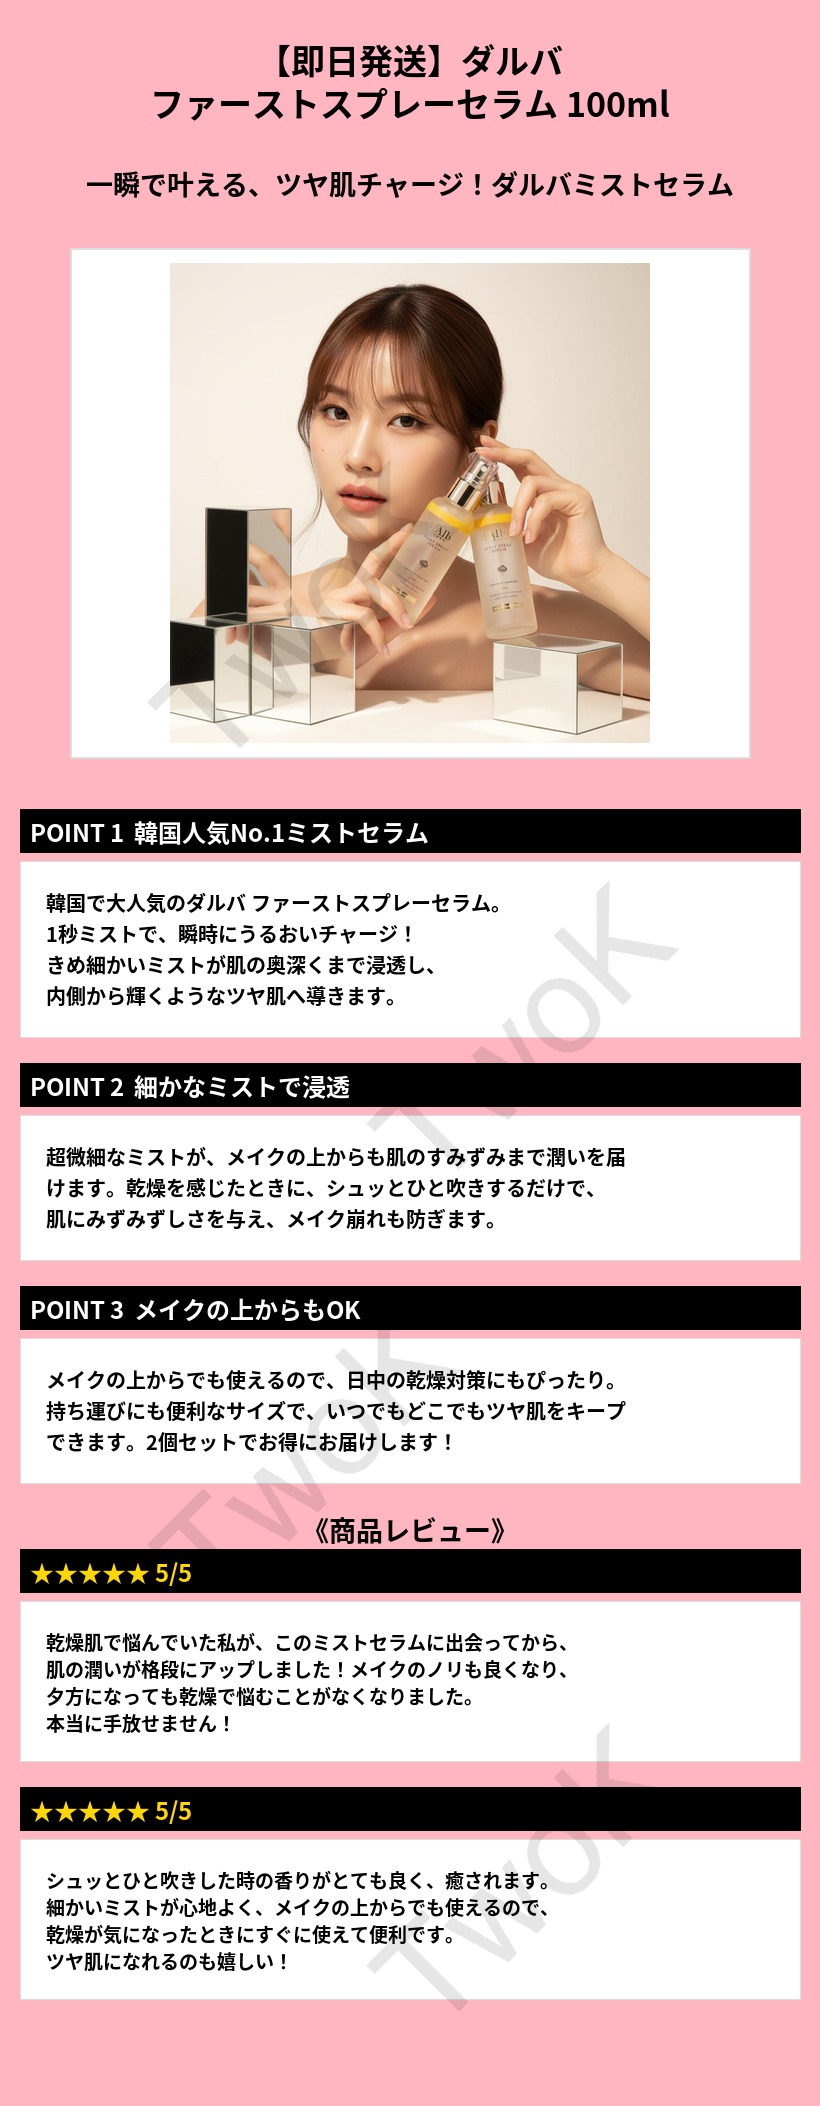 【即日発送】ダルバ
ファーストスプレーセラム 100ml
一瞬で叶える、ツヤ肌チャージ！ダルバミストセラム
d'Alb
TwoK
POINT 1 韓国人気No.1ミストセラム
韓国で大人気のダルバ ファーストスプレーセラム。
1秒ミストで、瞬時にうるおいチャージ！
きめ細かいミストが肌の奥深くまで浸透し、
内側から輝くようなツヤ肌へ導きます。
TwoK
POINT 2 細かなミストで浸透
超微細なミストが、メイクの上からも肌のすみずみまで潤いを届
けます。乾燥を感じたときに、シュッとひと吹きするだけで、
肌にみずみずしさを与え、メイク崩れも防ぎます。
POINT 3 メイクの上からもOK
メイクの上からでも使えるので、日中の乾燥対策にもぴったり。
持ち運びにも便利なサイズで、いつでもどこでもツヤ肌をキープ
できます。2個セットでお得にお届けします！
TwoK
《商品レビュー》
★★★★★ 5/5
乾燥肌で悩んでいた私が、このミストセラムに出会ってから、
肌の潤いが格段にアップしました！メイクのノリも良くなり、
夕方になっても乾燥で悩むことがなくなりました。
本当に手放せません！
★★★★★ 5/5
シュッとひと吹きした時の香りがとても良く、癒されます。
細かいミストが心地よく、メイクの上からでも使えるので、
乾燥が気になったときにすぐに使えて便利です。
ツヤ肌になれるのも嬉しい！
TwoK